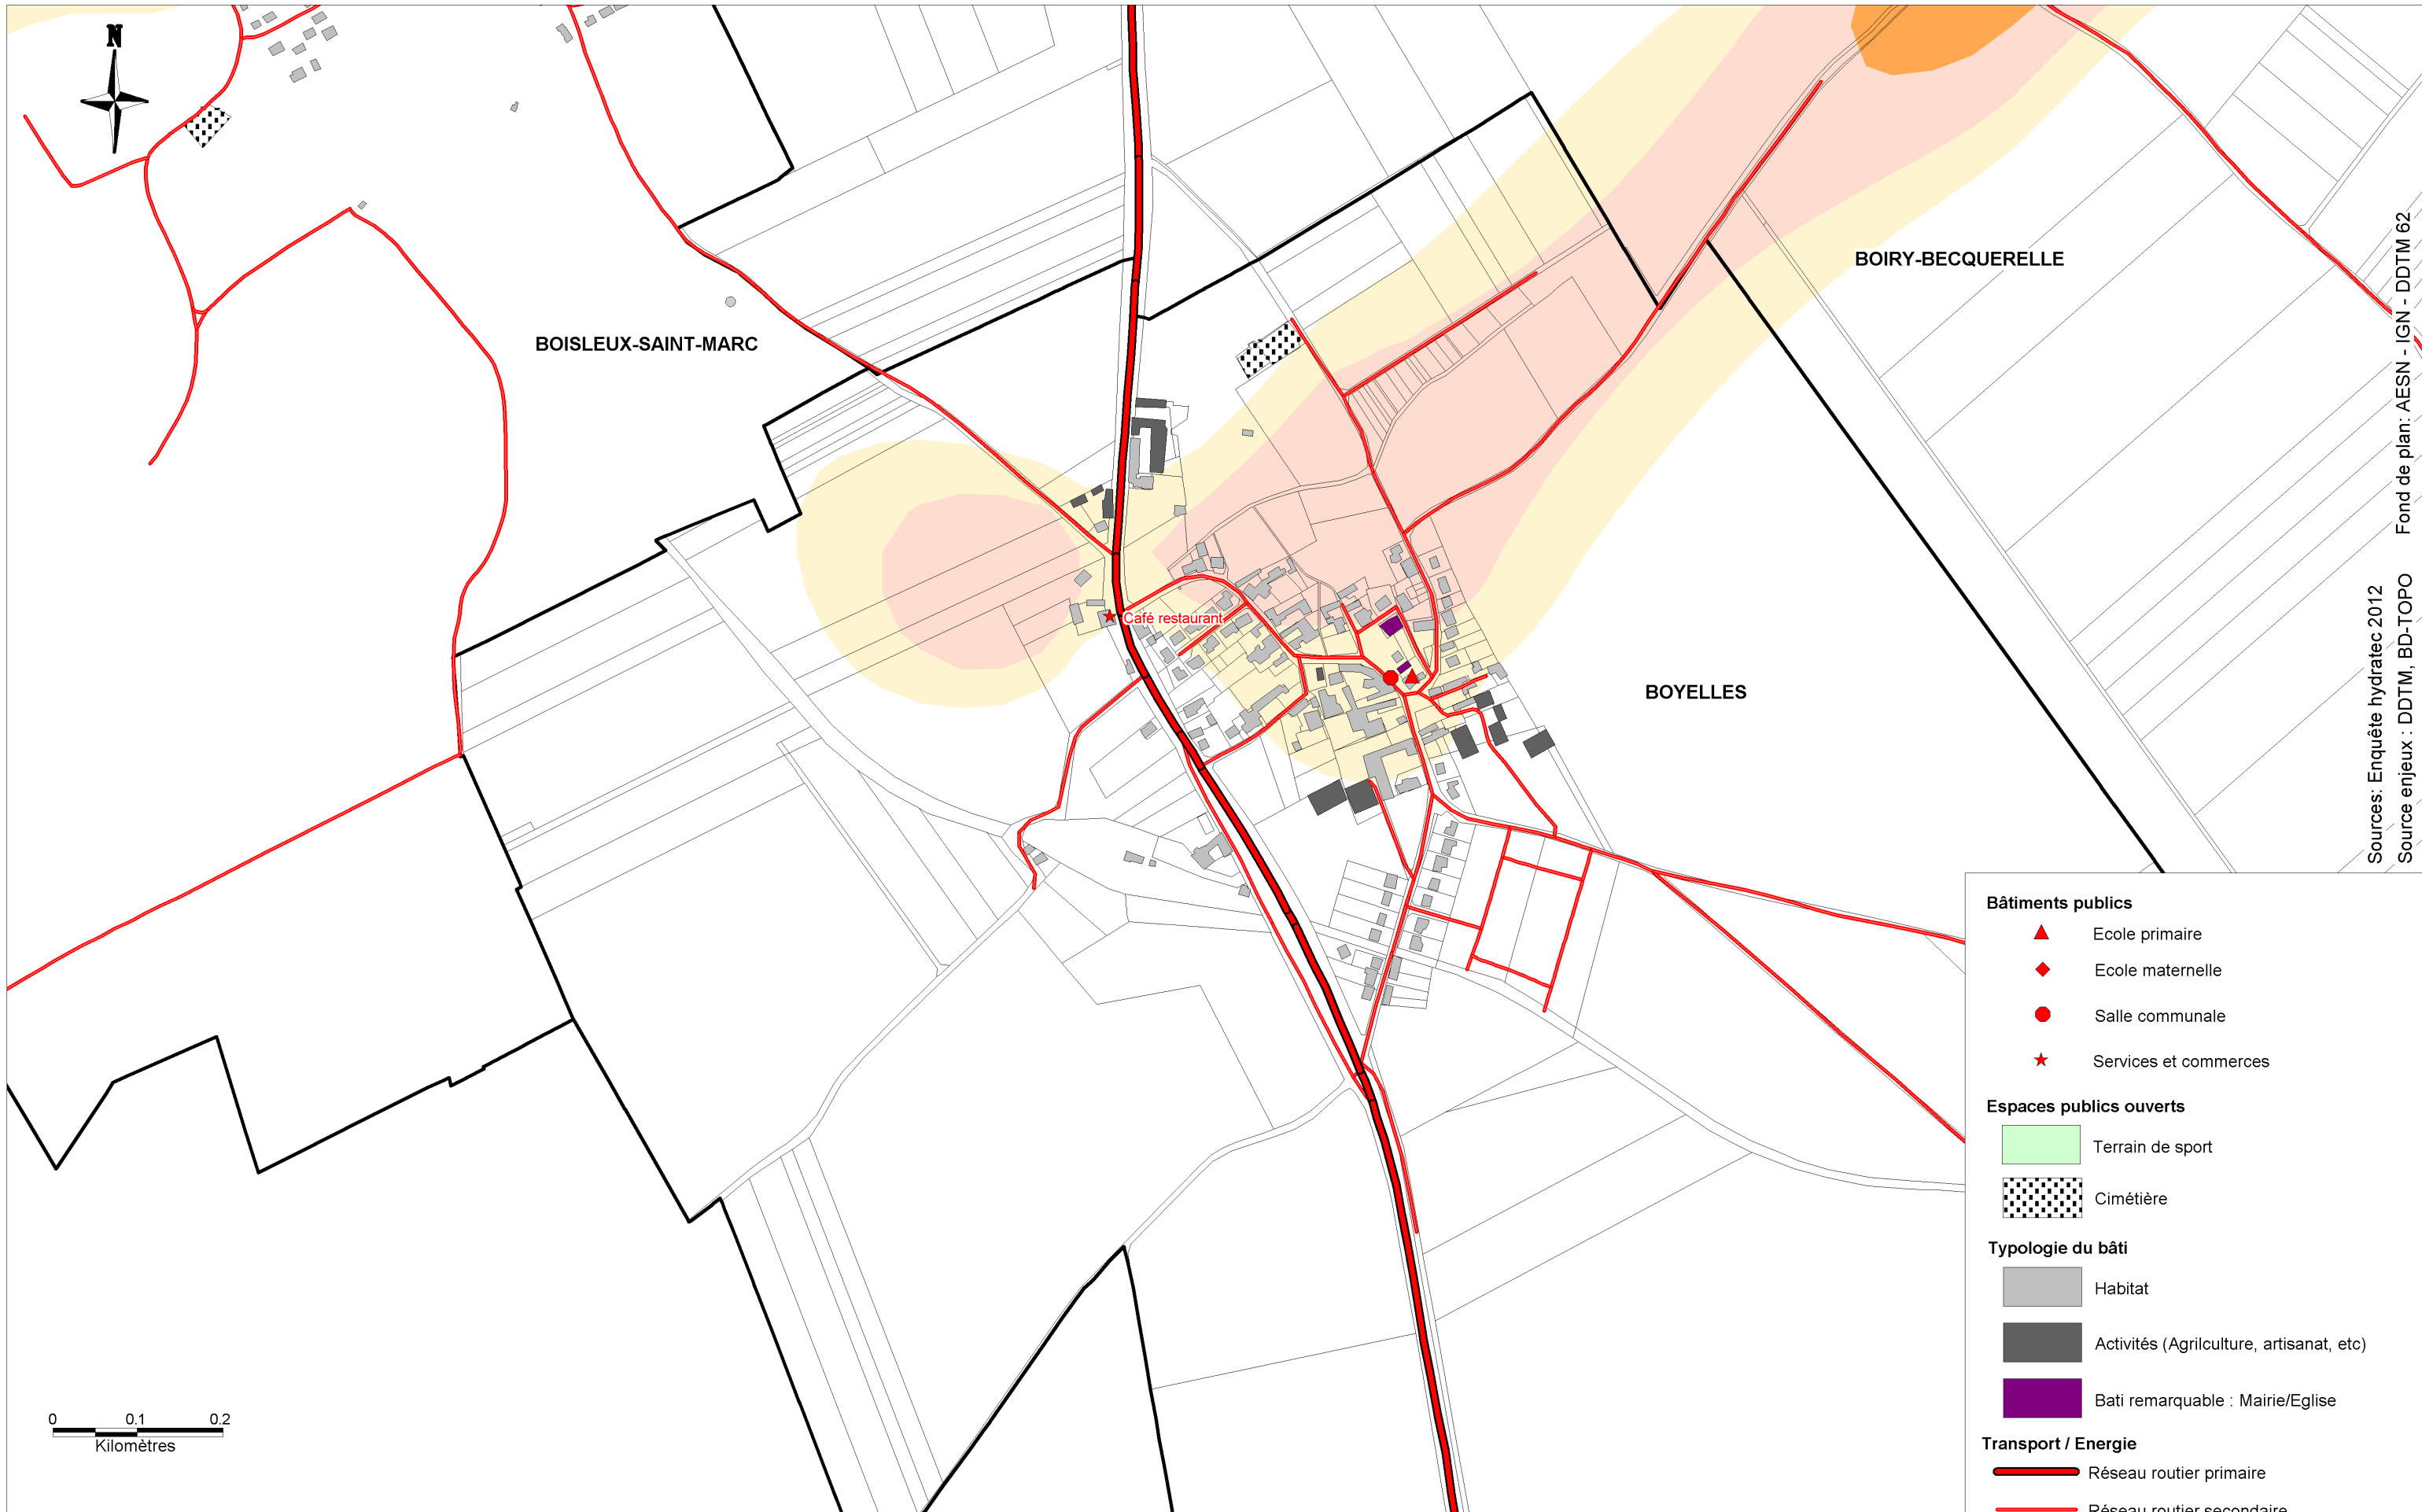 N
BOIRY-BECQUERELLE
BOISLEUX-SAINT-MARC
Café restaurant
BOYELLES
Sources: Enquête hydratec 2012 Fond de plan: AESN - IGN - DDTM 62
Source enjeux : DDTM, BD-TOPO
Bâtiments publics
Ecole primaire
Ecole maternelle
Salle communale
Services et commerces
Espaces publics ouverts
Terrain de sport
Cimétière
Typologie du bâti
Habitat
Activités (Agrilculture, artisanat, etc)
Bati remarquable : Mairie/Eglise
Transport / Energie
Réseau routier primaire
Réseau routier secondaire
0 0.1 0.2
Kilomètres